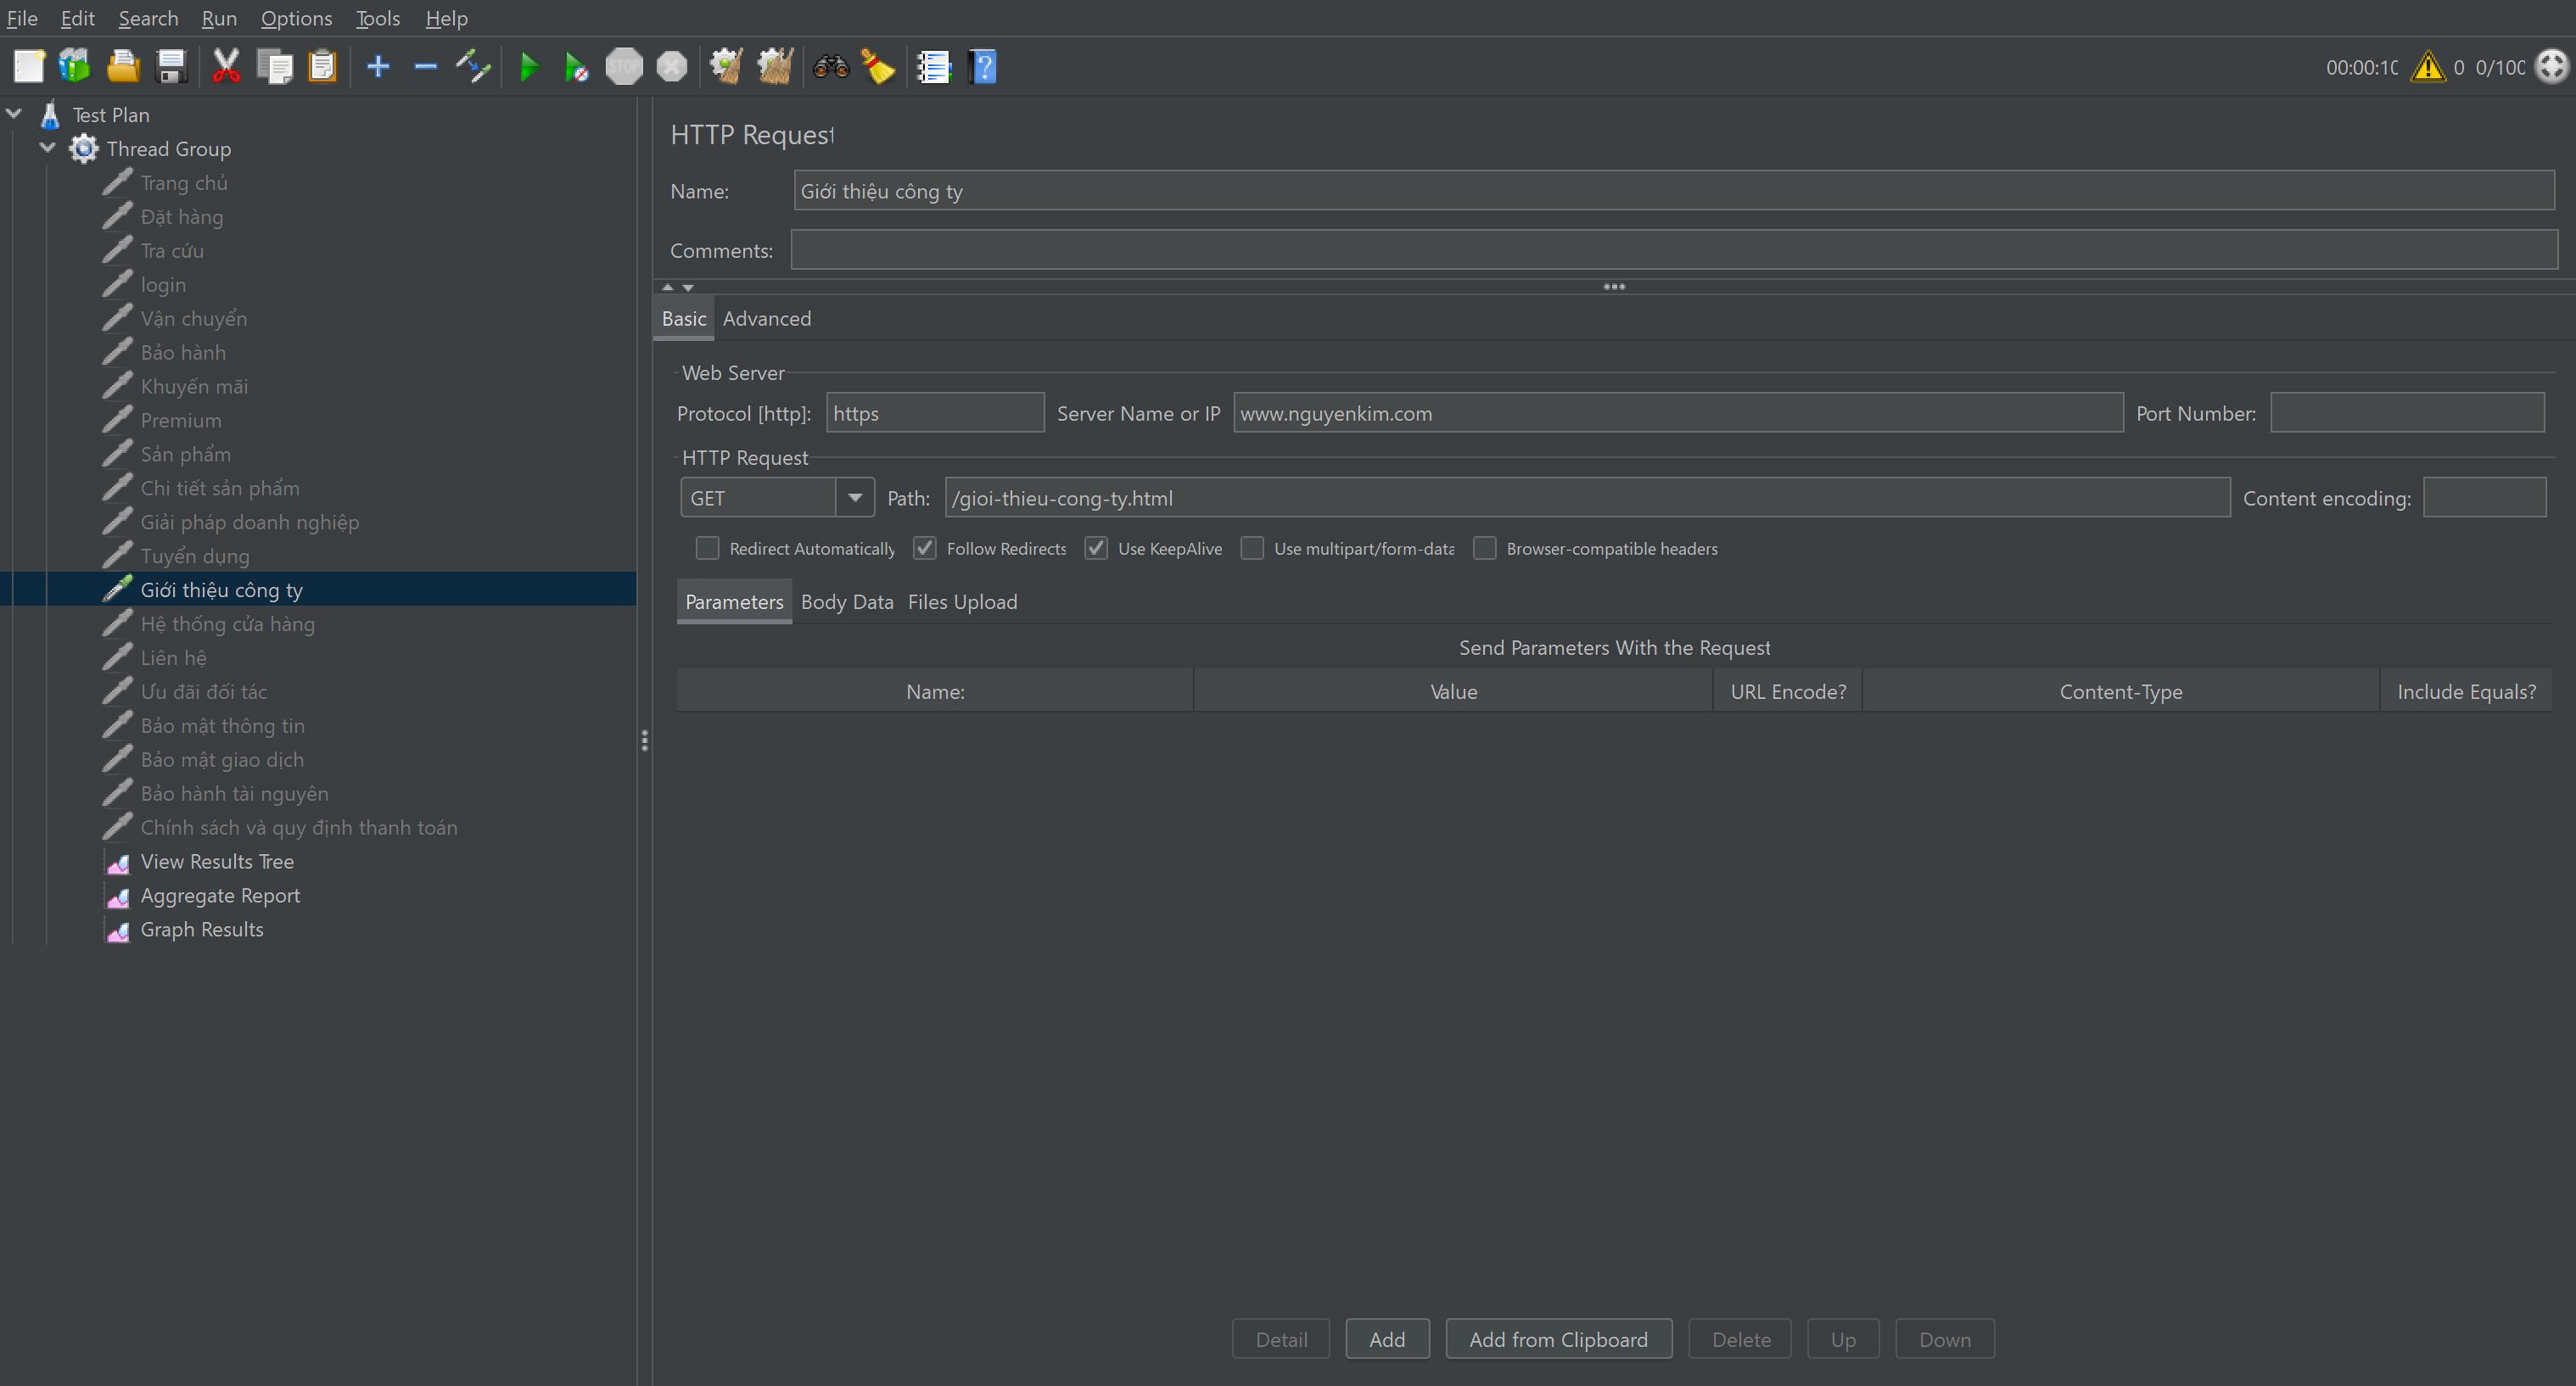 File Edit Search Run Options Tools Help
STOP
00:00:10 0 0/100
Test Plan
Thread Group
Trang chủ
Đặt hàng
Tra cứu
login
Vận chuyển
Bảo hành
Khuyến mãi
Premium
Sản phẩm
Chi tiết sản phẩm
Giải pháp doanh nghiệp
Tuyển dụng
Giới thiệu công ty
Hệ thống cửa hàng
Liên hệ
Ưu đãi đối tác
Bảo mật thông tin
Bảo mật giao dịch
Bảo hành tài nguyên
Chính sách và quy định thanh toán
View Results Tree
Aggregate Report
Graph Results
HTTP Request
Name: Giới thiệu công ty
Comments:
Basic Advanced
Web Server
Protocol [http]: https Server Name or IP www.nguyenkim.com Port Number:
HTTP Request
GET Path: /gioi-thieu-cong-ty.html Content encoding:
Redirect Automatically Follow Redirects Use KeepAlive Use multipart/form-data Browser-compatible headers
Parameters Body Data Files Upload
Send Parameters With the Request
Name: Value URL Encode? Content-Type Include Equals?
Detail Add Add from Clipboard Delete Up Down